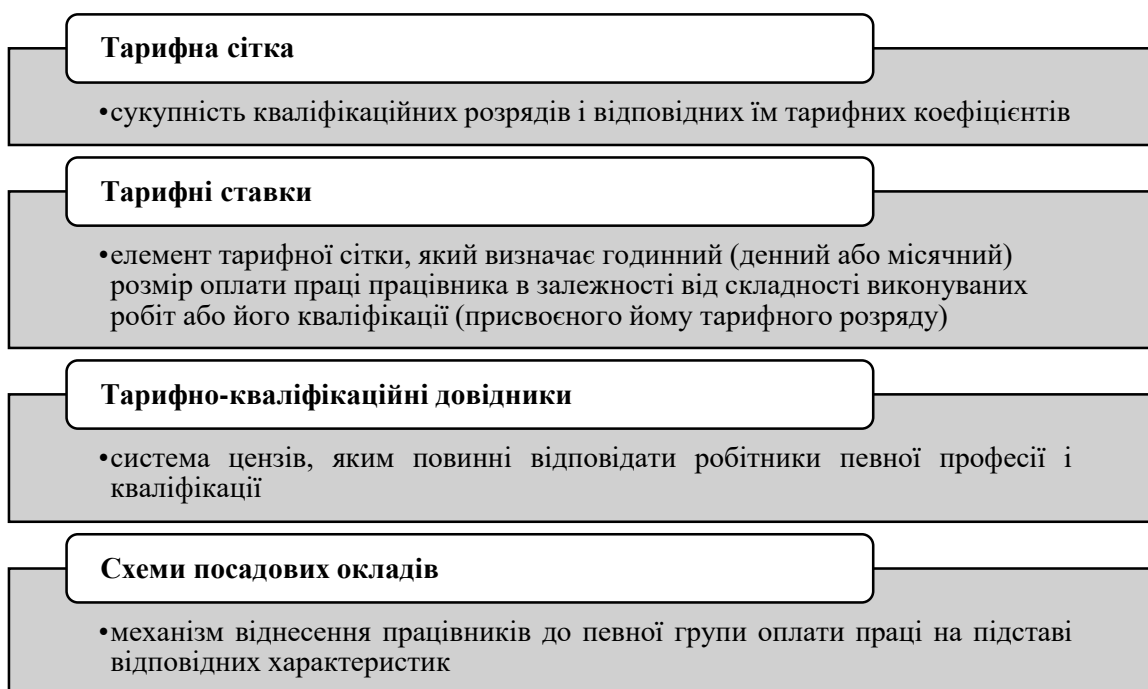 Тарифна сітка
•сукупність кваліфікаційних розрядів і відповідних їм тарифних коефіцієнтів
Тарифні ставки
•елемент тарифної сітки, який визначає годинний (денний або місячний)
розмір оплати праці працівника в залежності від складності виконуваних
робіт або його кваліфікації (присвоєного йому тарифного розряду)
Тарифно-кваліфікаційні довідники
•система цензів, яким повинні відповідати робітники певної професії і
кваліфікації
Схеми посадових окладів
•механізм віднесення працівників до певної групи оплати праці на підставі
відповідних характеристик